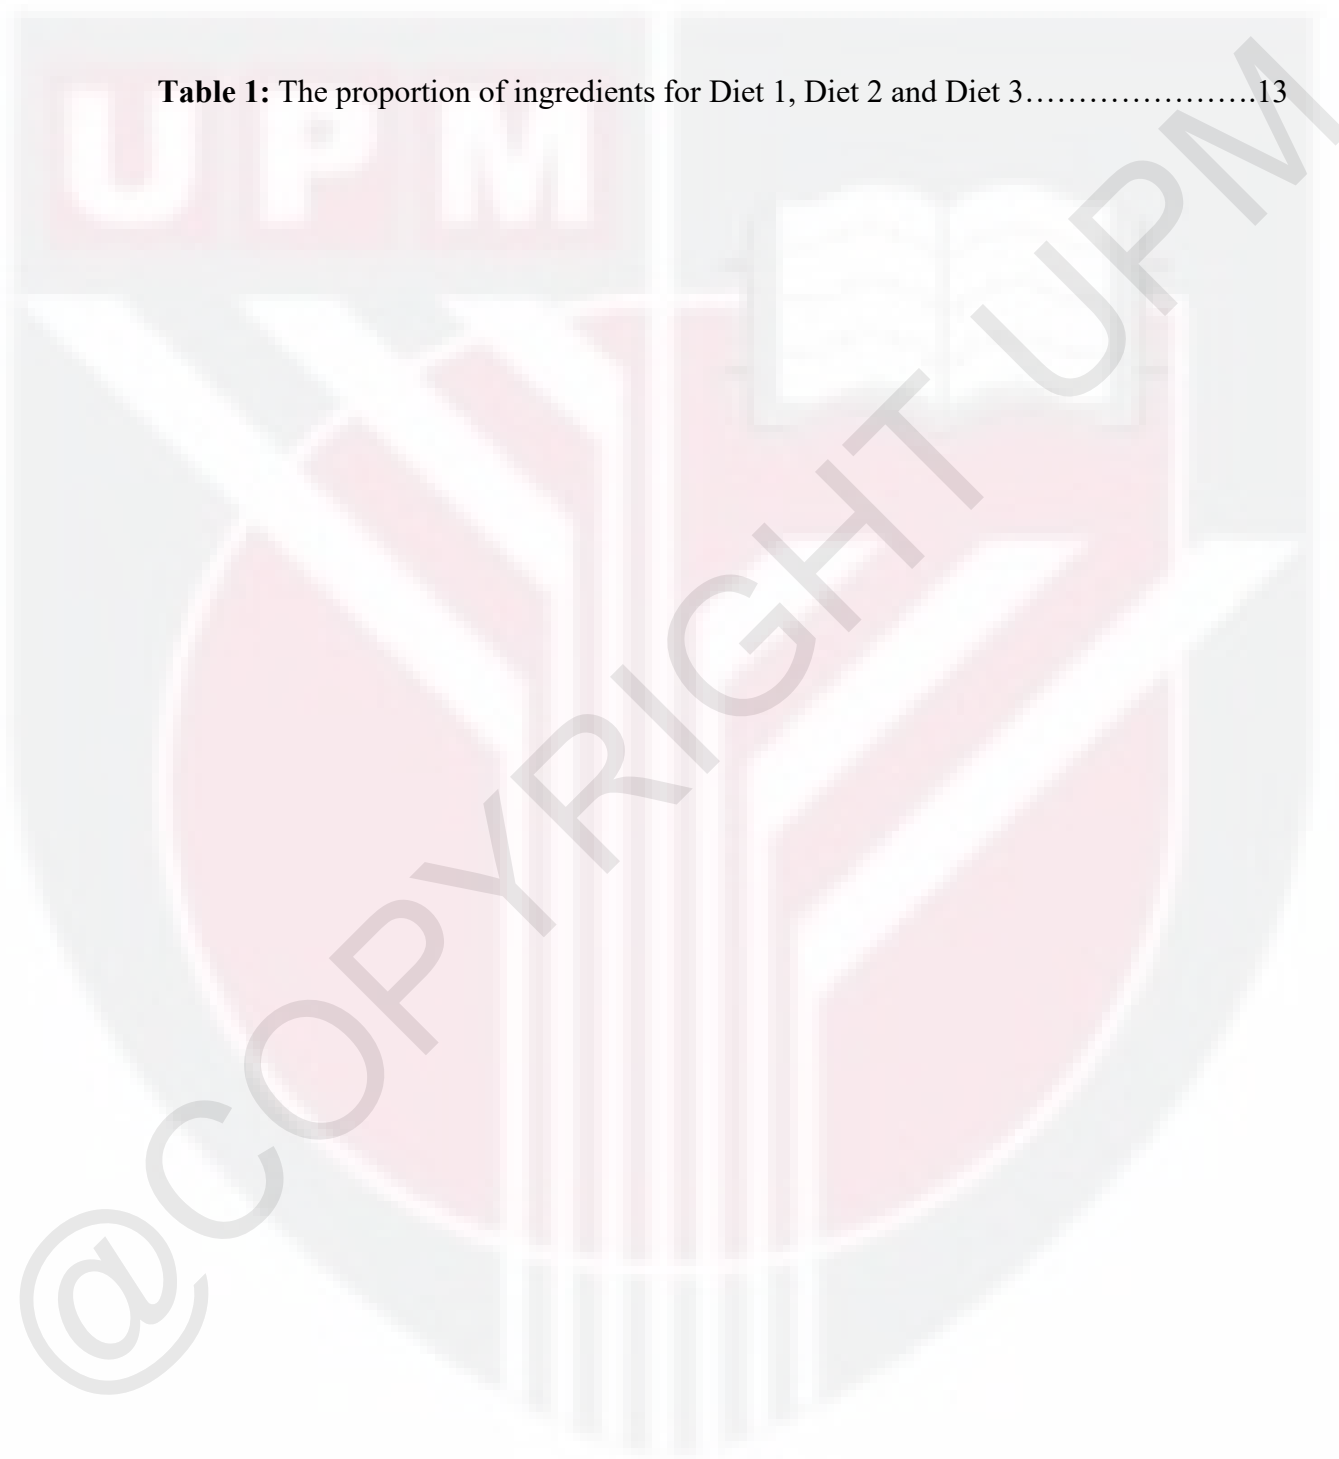 Table 1: The proportion of ingredients for Diet 1, Diet 2 and Diet 3......................13
UPM
@COPYRIGHT UPM